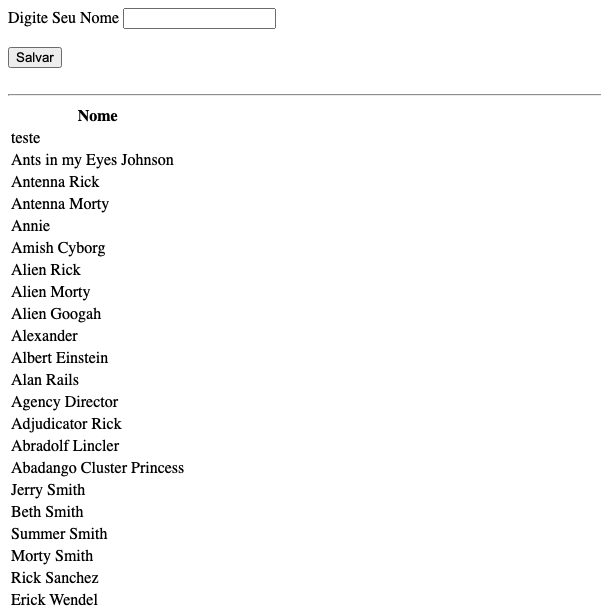 Digite Seu Nome
Salvar
Nome
teste
Ants in my Eyes Johnson
Antenna Rick
Antenna Morty
Annie
Amish Cyborg
Alien Rick
Alien Morty
Alien Googah
Alexander
Albert Einstein
Alan Rails
Agency Director
Adjudicator Rick
Abradolf Lincler
Abadango Cluster Princess
Jerry Smith
Beth Smith
Summer Smith
Morty Smith
Rick Sanchez
Erick Wendel